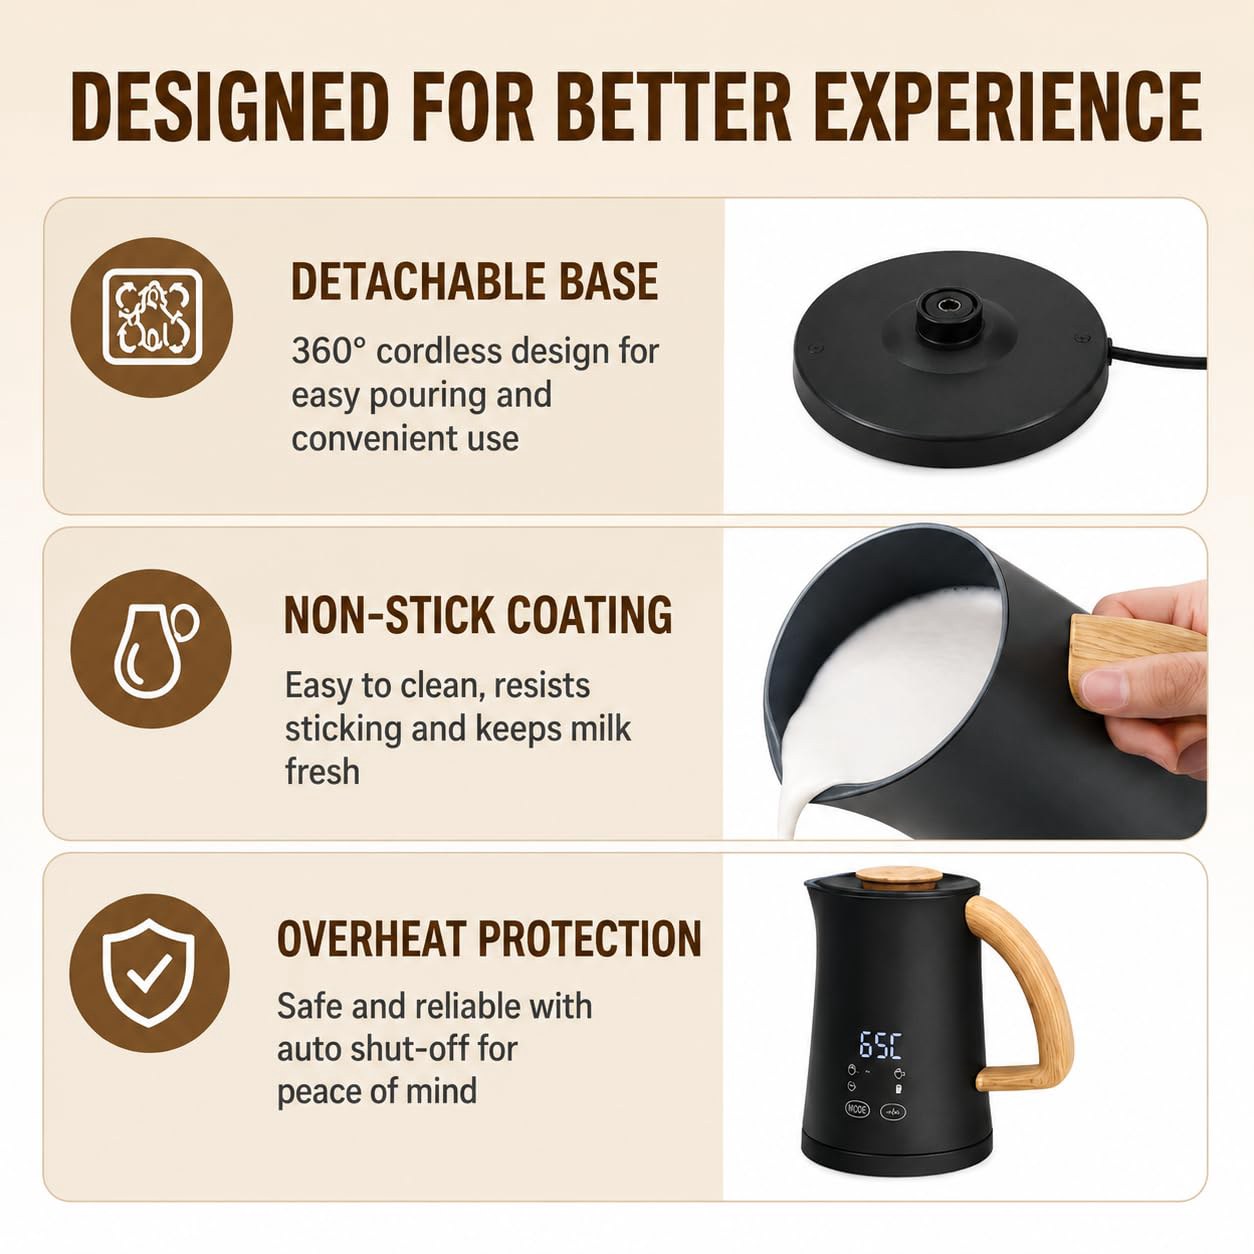 DESIGNED FOR BETTER EXPERIENCE
DETACHABLE BASE
360° cordless design for
easy pouring and
convenient use
NON-STICK COATING
Easy to clean, resists
sticking and keeps milk
fresh
OVERHEAT PROTECTION
Safe and reliable with
auto shut-off for
peace of mind
65C
MODE